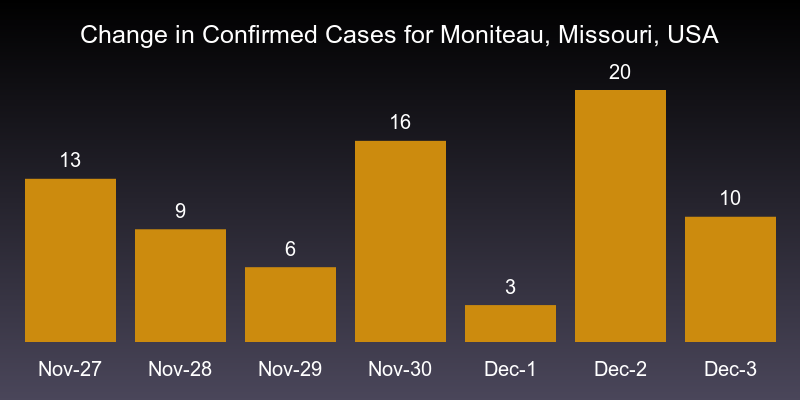 Change in Confirmed Cases for Moniteau, Missouri, USA
13
9
6
16
3
20
10
Nov-27
Nov-28
Nov-29
Nov-30
Dec-1
Dec-2
Dec-3